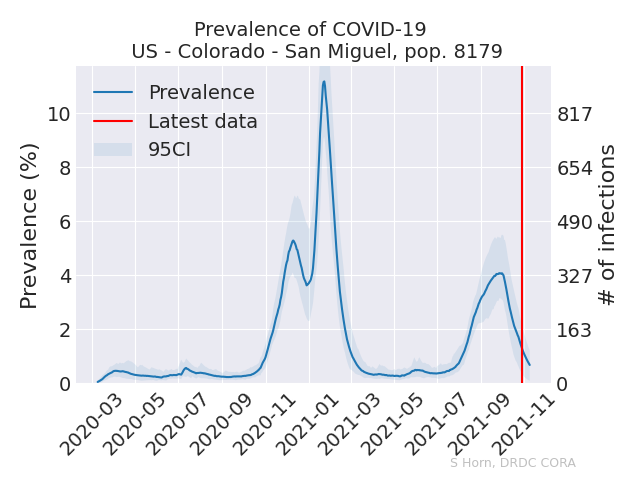 Prevalence of COVID-19
US - Colorado - San Miguel, pop. 8179
Prevalence
Latest data
95CI
Prevalence (%)
10
8
6
4
2
0
817
654
490
327
163
0
# of infections
2020-03
2020-05
2020-07
2020-09
2020-11
2021-01
2021-03
2021-05
2021-07
2021-09
2021-11
S Horn, DRDC CORA